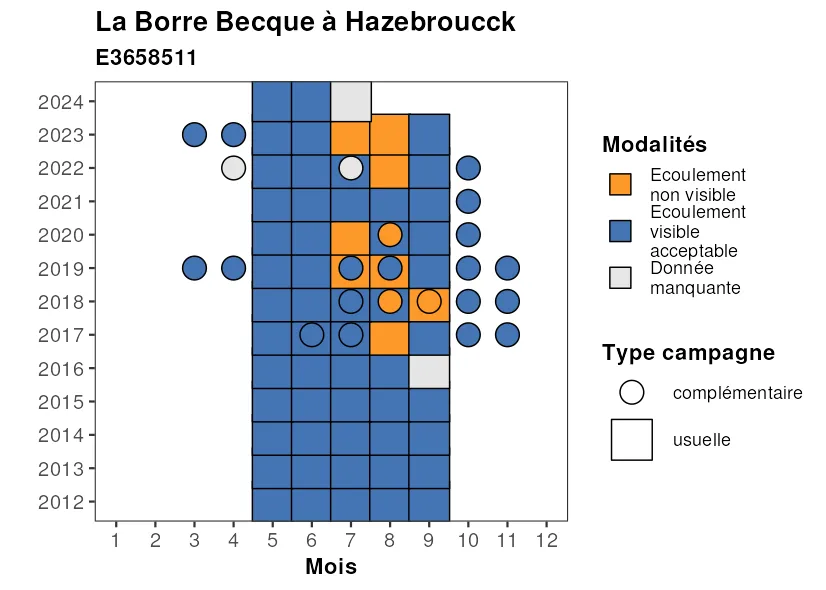 La Borre Becque à Hazebroucck
E3658511
2024
2023
2022
2021
2020
2019
2018
2017
2016
2015
2014
2013
2012
1 2 3 4 5 6 7 8 9 10 11 12
Mois
Modalités
Ecoulement
non visible
Ecoulement
visible
acceptable
Donnée
manquante
Type campagne
complémentaire
usuelle